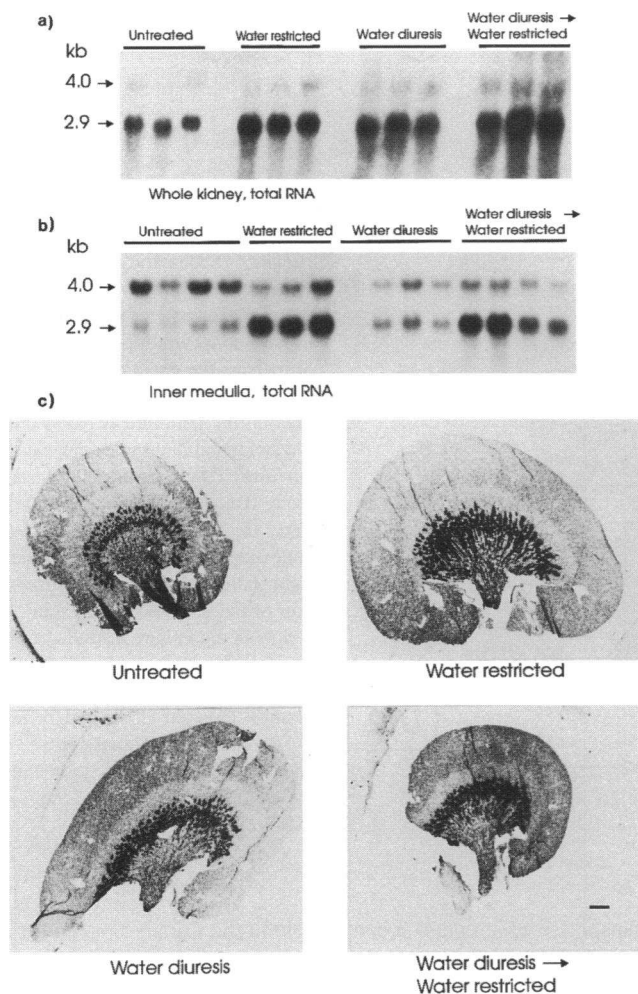 a)
Untreated
Water restricted
Water diuresis
Water diuresis →
Water restricted
kb
4.0 →
2.9 →
Whole kidney, total RNA
b)
Untreated
Water restricted
Water diuresis
Water diuresis →
Water restricted
kb
4.0 →
2.9 →
Inner medulla, total RNA
c)
Untreated
Water restricted
Water diuresis
Water diuresis →
Water restricted